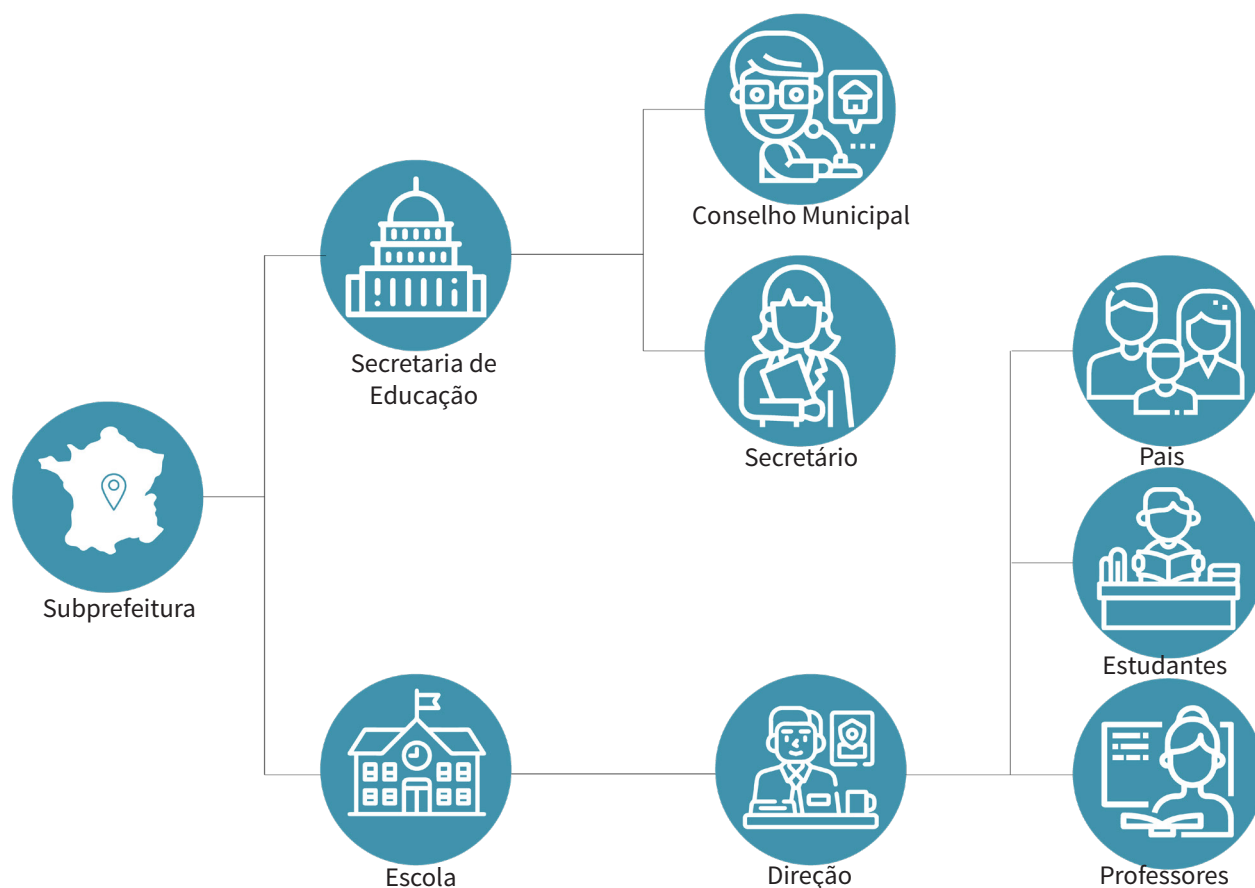 Conselho Municipal
Secretaria de
Educação
Secretário
Pais
Subprefeitura
Estudantes
Escola
Direção
Professores